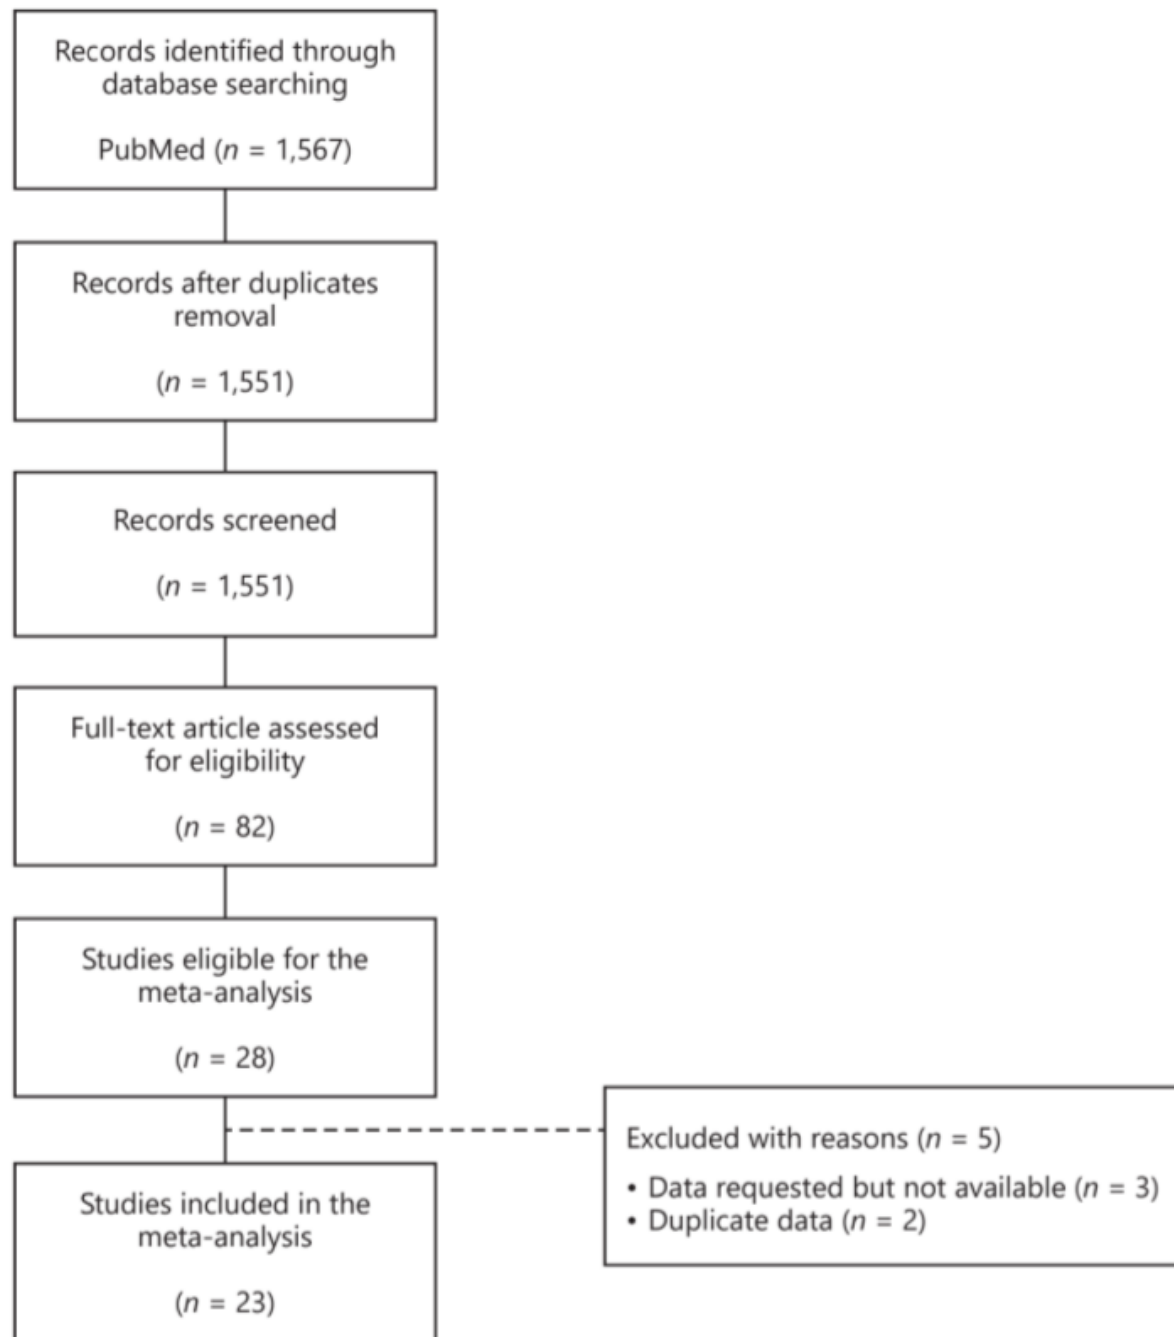 Records identified through
database searching
PubMed (n = 1,567)
Records after duplicates
removal
(n = 1,551)
Records screened
(n = 1,551)
Full-text article assessed
for eligibility
(n = 82)
Studies eligible for the
meta-analysis
(n = 28)
Excluded with reasons (n = 5)
• Data requested but not available (n = 3)
• Duplicate data (n = 2)
Studies included in the
meta-analysis
(n = 23)